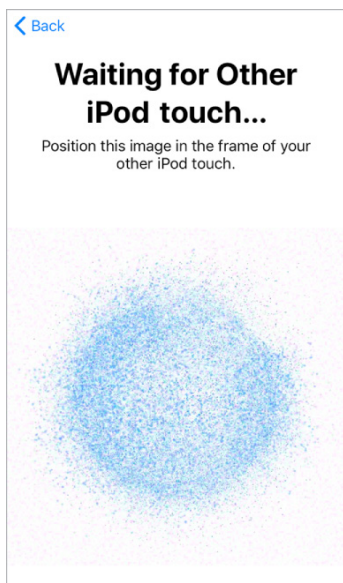 Back
Waiting for Other
iPod touch...
Position this image in the frame of your
other iPod touch.